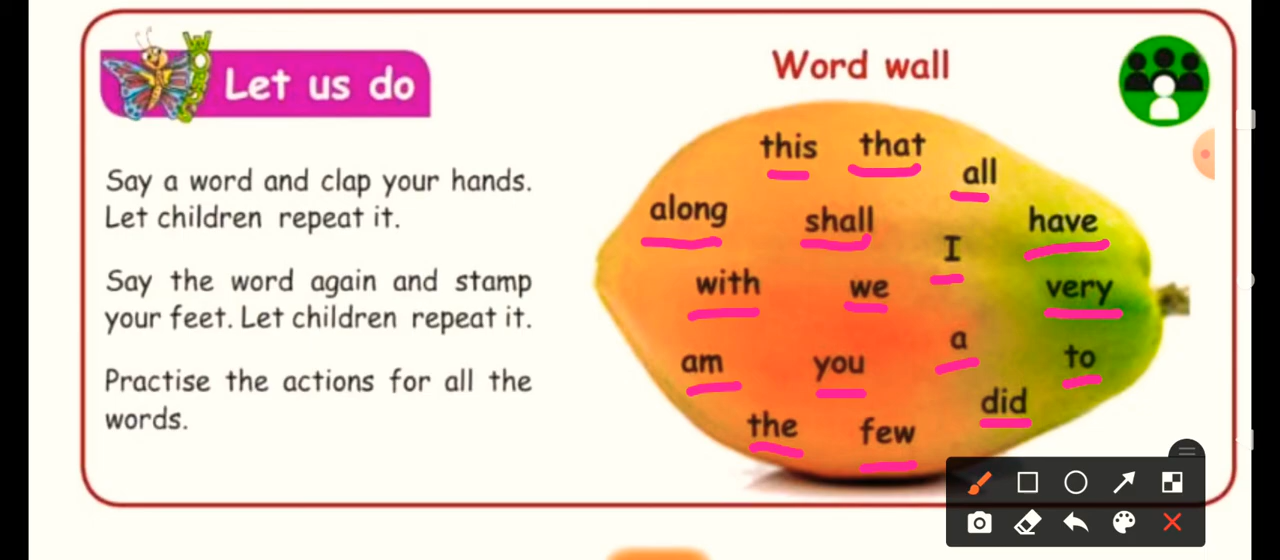 Let us do
Say a word and clap your hands.
Let children repeat it.
Say the word again and stamp
your feet. Let children repeat it.
Practise the actions for all the
words.
Word wall
this that
all
along shall have
I
with we very
a
am you to
did
the few